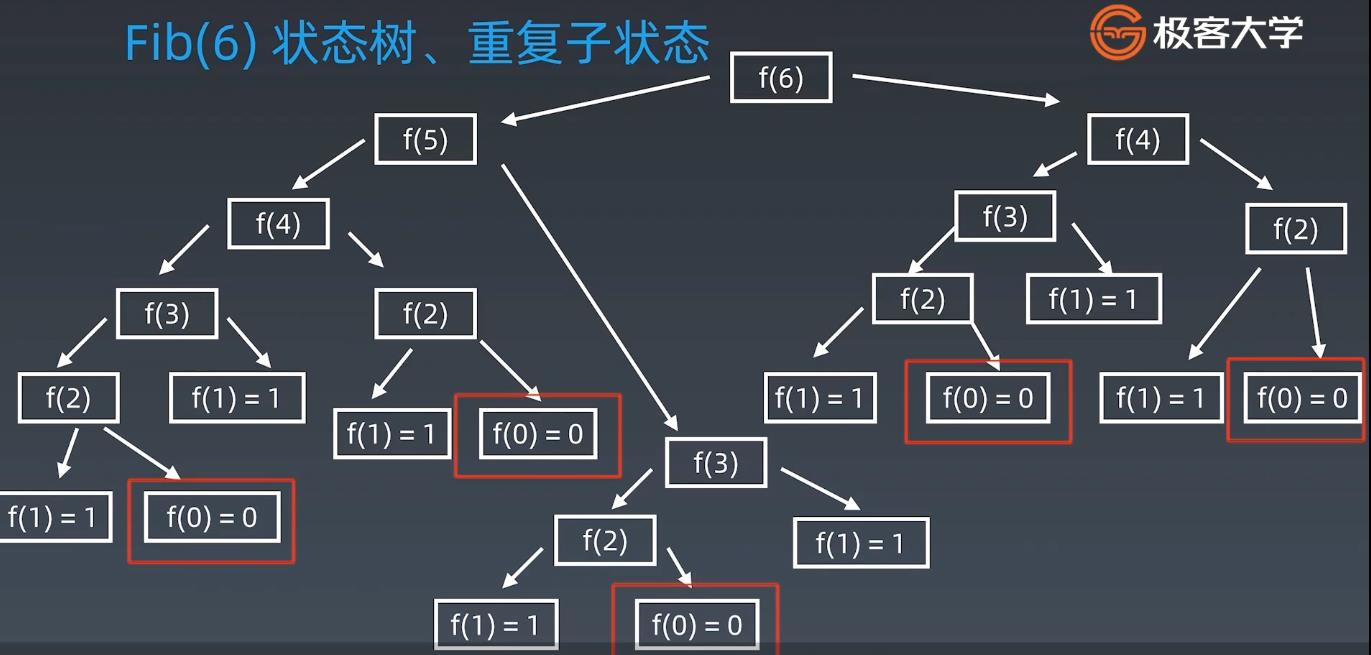 Fib(6) 状态树、重复子状态
极客大学
f(6)
f(5)
f(4)
f(4)
f(3)
f(2)
f(3)
f(2)
f(2)
f(1) = 1
f(2)
f(1) = 1
f(1) = 1
f(0) = 0
f(1) = 1
f(0) = 0
f(1) = 1
f(0) = 0
f(3)
f(1) = 1
f(0) = 0
f(2)
f(1) = 1
f(1) = 1
f(0) = 0